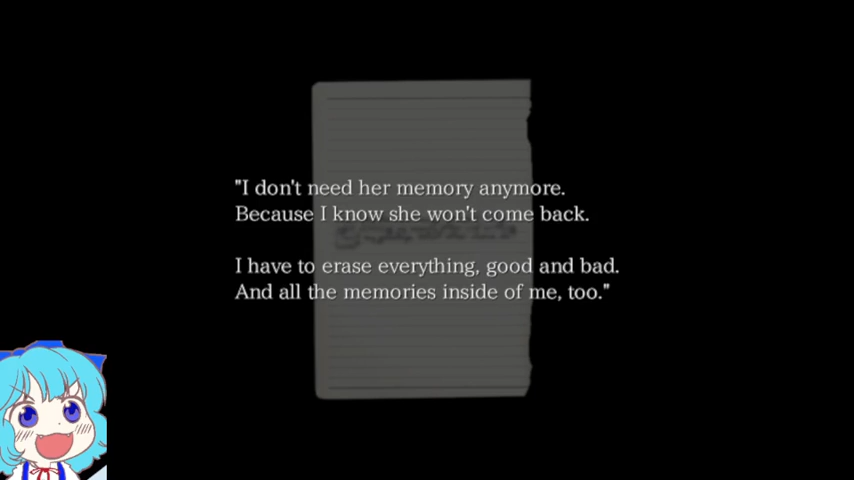 "I don't need her memory anymore.
Because I know she won't come back.
I have to erase everything, good and bad.
And all the memories inside of me, too."